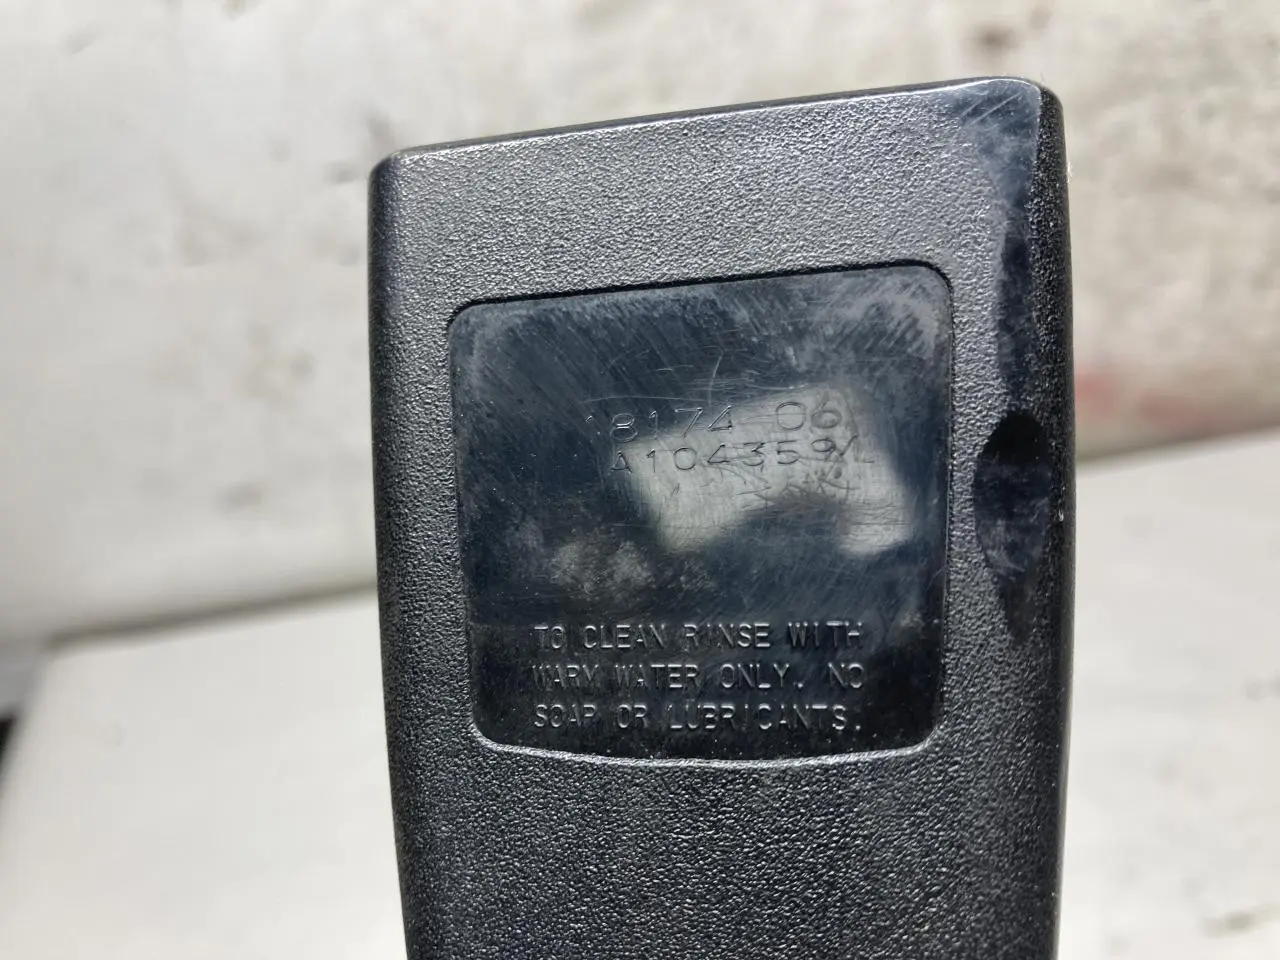 18174-06
A104359/L
TO CLEAN RINSE WITH
WARM WATER ONLY. NO
SOAP OR LUBRICANTS.